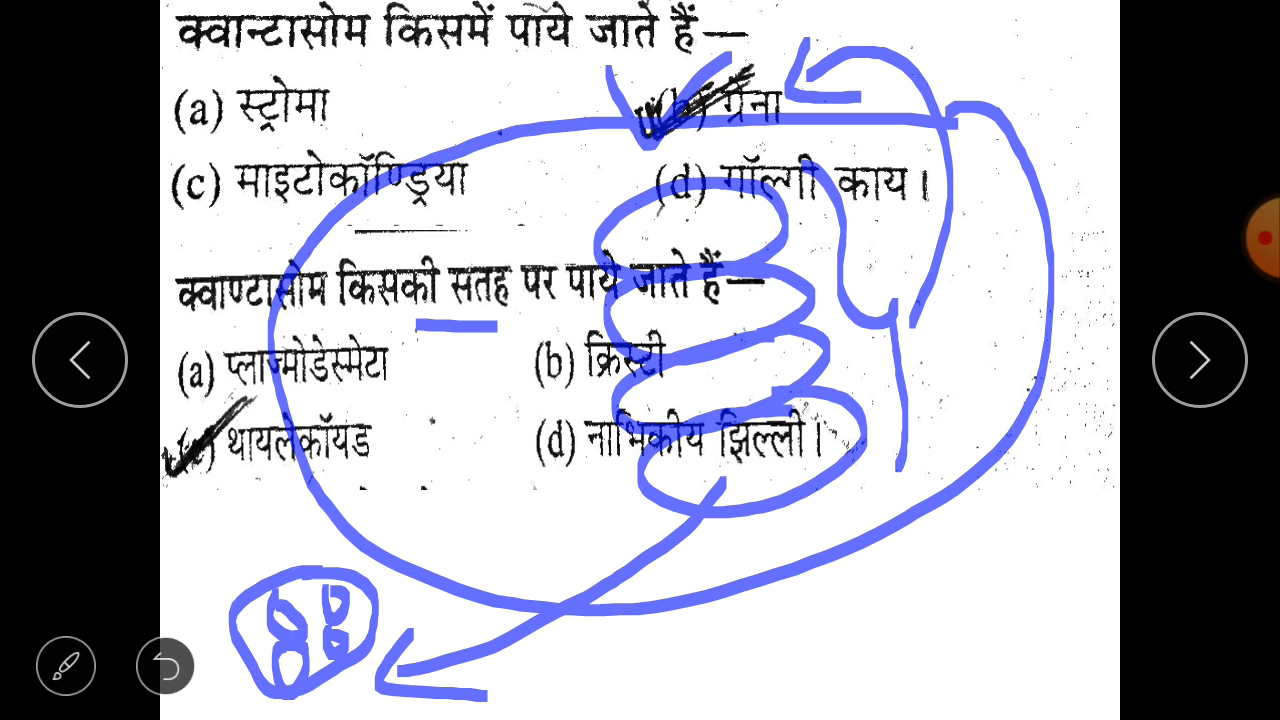 क्वान्टासोम किसमें पाये जाते हैं—
(a) स्ट्रोमा (b) ग्रेना
(c) माइटोकॉण्ड्रिया (d) गॉल्गी काय।
क्वाण्टासोम किसकी सतह पर पाये जाते हैं—
(a) प्लाज्मोडेस्मेटा (b) क्रिस्टी
(c) थायलेकॉयड (d) नाभिकीय झिल्ली।